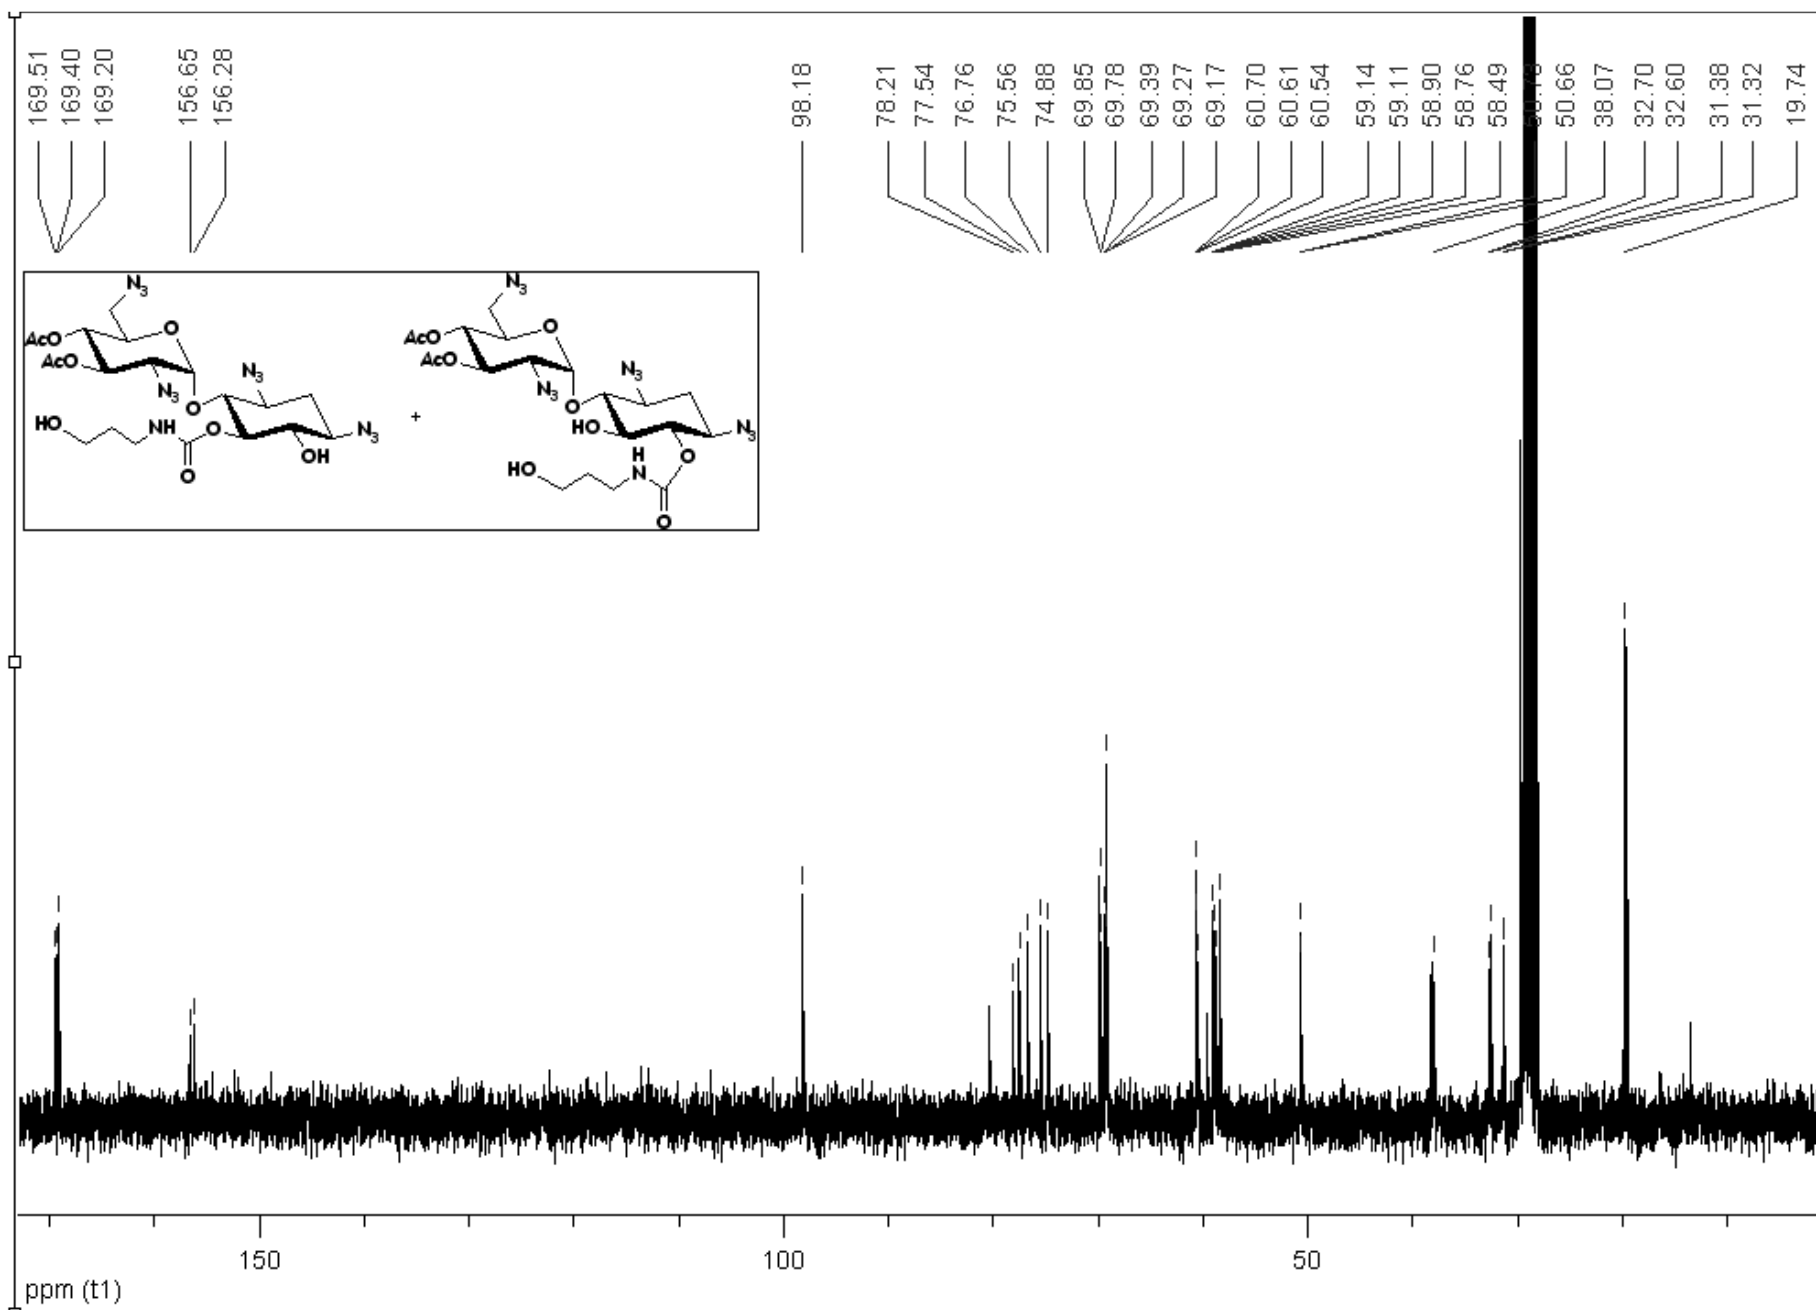 169.51
169.40
169.20
156.65
156.28
98.18
78.21
77.54
76.76
75.56
74.88
69.85
69.78
69.39
69.27
69.17
60.70
60.61
60.54
59.14
59.11
58.90
58.76
58.49
50.66
38.07
32.70
32.60
31.38
31.32
19.74
N3
O
AcO
AcO
N3
N3
O
HO
NH
O
N3
OH
O
+
N3
O
AcO
AcO
N3
N3
O
HO
N3
H
N
O
HO
O
150
100
50
ppm (t1)